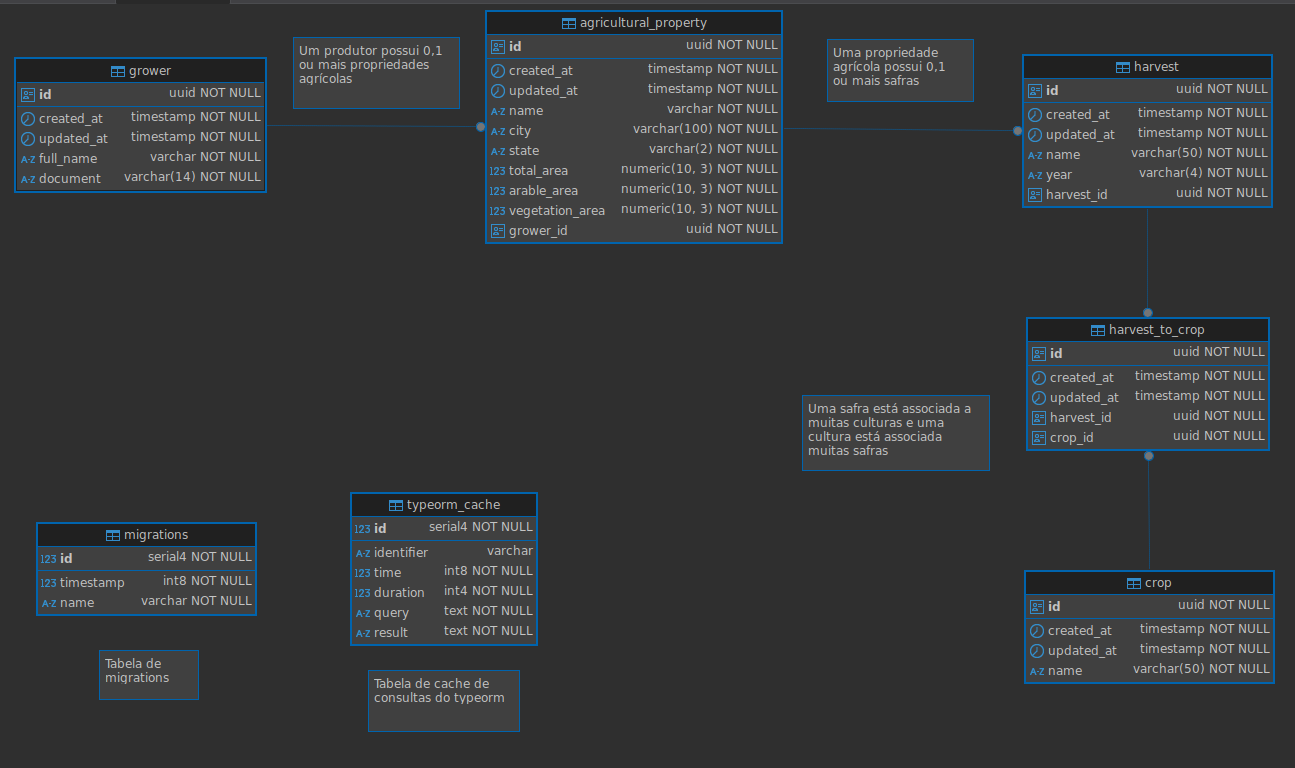 grower
id uuid NOT NULL
created_at timestamp NOT NULL
updated_at timestamp NOT NULL
A-Z full_name varchar NOT NULL
A-Z document varchar(14) NOT NULL
Um produtor possui 0,1
ou mais propriedades
agrícolas
agricultural_property
id uuid NOT NULL
created_at timestamp NOT NULL
updated_at timestamp NOT NULL
A-Z name varchar NOT NULL
A-Z city varchar(100) NOT NULL
A-Z state varchar(2) NOT NULL
123 total_area numeric(10, 3) NOT NULL
123 arable_area numeric(10, 3) NOT NULL
123 vegetation_area numeric(10, 3) NOT NULL
grower_id uuid NOT NULL
Uma propriedade
agrícola possui 0,1
ou mais safras
harvest
id uuid NOT NULL
created_at timestamp NOT NULL
updated_at timestamp NOT NULL
A-Z name varchar(50) NOT NULL
A-Z year varchar(4) NOT NULL
harvest_id uuid NOT NULL
harvest_to_crop
id uuid NOT NULL
created_at timestamp NOT NULL
updated_at timestamp NOT NULL
harvest_id uuid NOT NULL
crop_id uuid NOT NULL
Uma safra está associada a
muitas culturas e uma
cultura está associada
muitas safras
crop
id uuid NOT NULL
created_at timestamp NOT NULL
updated_at timestamp NOT NULL
A-Z name varchar(50) NOT NULL
migrations
123 id serial4 NOT NULL
123 timestamp int8 NOT NULL
A-Z name varchar NOT NULL
Tabela de
migrations
typeorm_cache
123 id serial4 NOT NULL
A-Z identifier varchar
123 time int8 NOT NULL
123 duration int4 NOT NULL
A-Z query text NOT NULL
A-Z result text NOT NULL
Tabela de cache de
consultas do typeorm